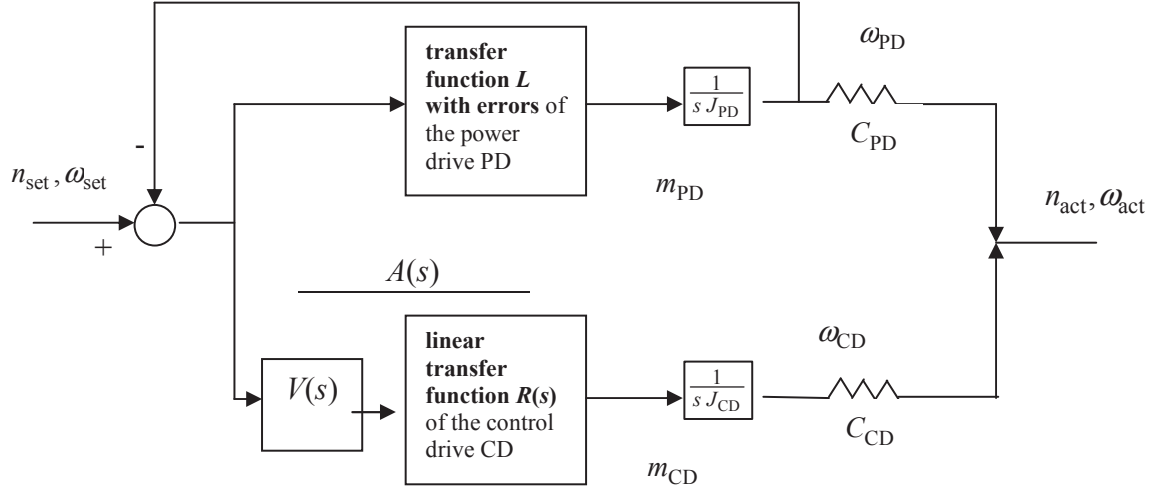 transfer
function L
with errors of
the power
drive PD
1
s J_PD
ω_PD
C_PD
m_PD
-
n_set , ω_set
+
n_act , ω_act
A(s)
V(s)
linear
transfer
function R(s)
of the control
drive CD
1
s J_CD
ω_CD
C_CD
m_CD